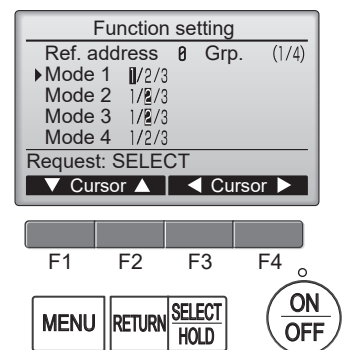 Function setting
Ref. address 0 Grp. (1/4)
Mode 1 1/2/3
Mode 2 1/2/3
Mode 3 1/2/3
Mode 4 1/2/3
Request: SELECT
▼ Cursor ▲ ◀ Cursor ▶
F1 F2 F3 F4
MENU RETURN SELECT HOLD ON OFF